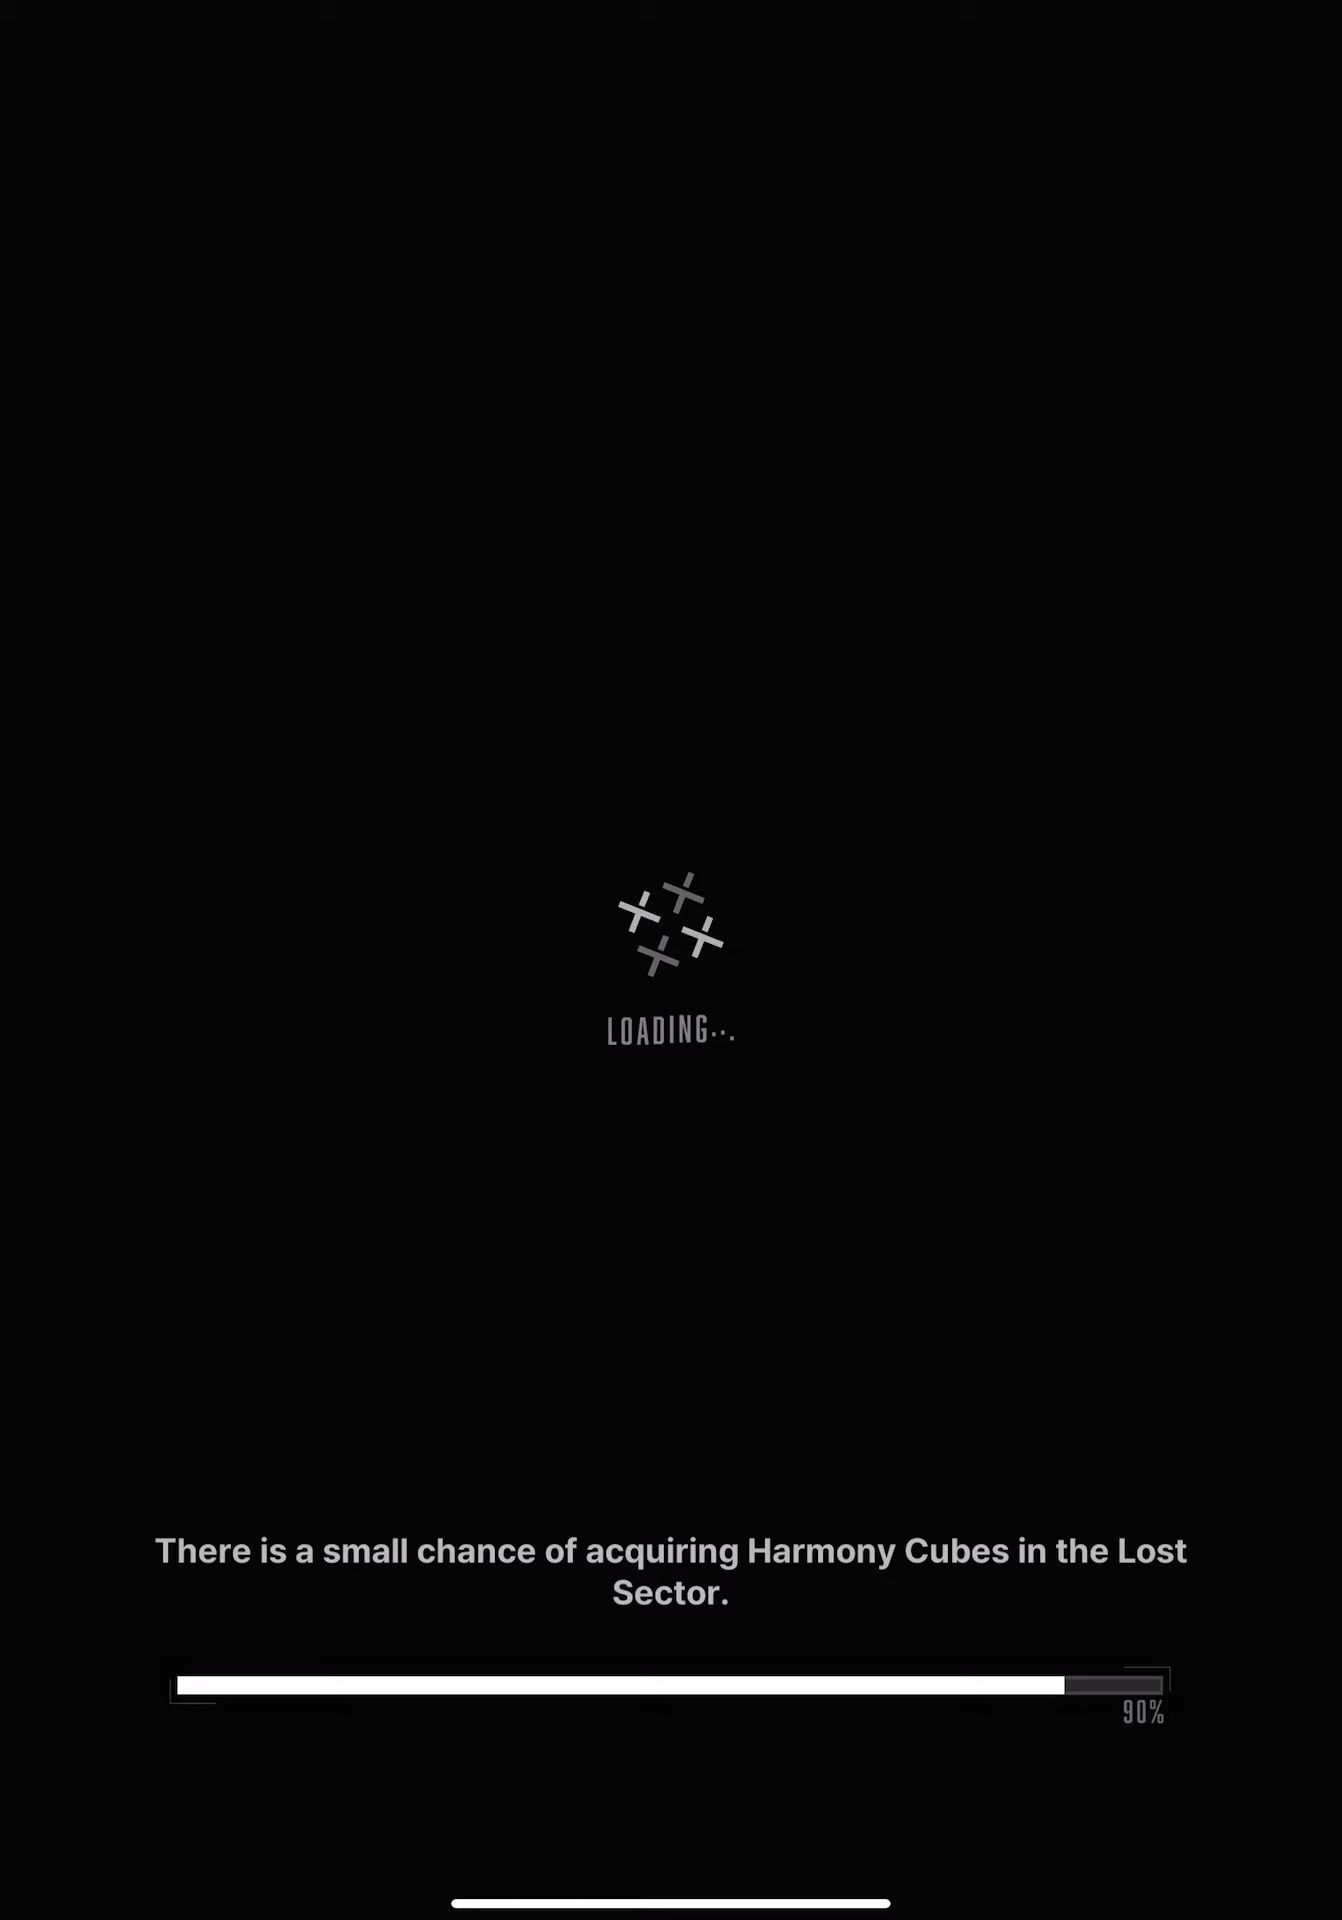 LOADING...
There is a small chance of acquiring Harmony Cubes in the Lost
Sector.
90%